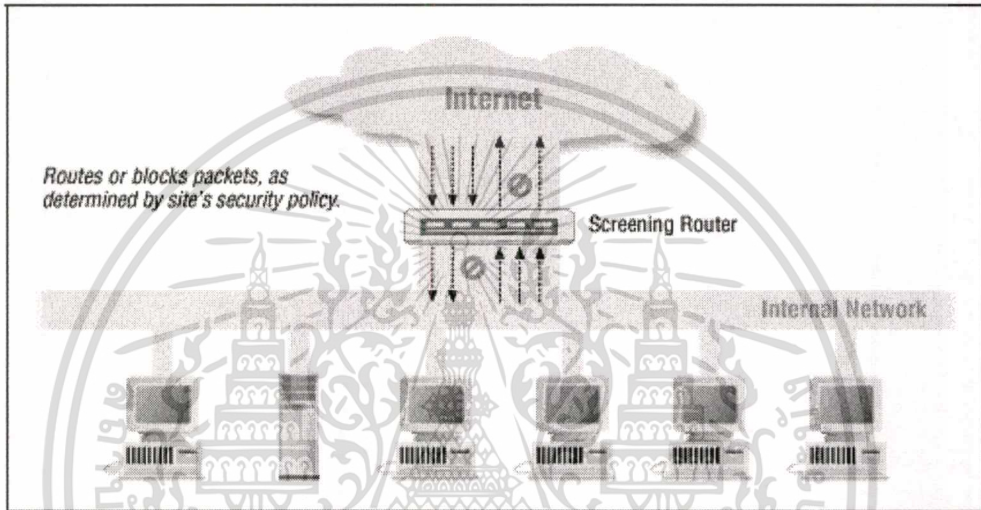 Internet
Routes or blocks packets, as
determined by site's security policy.
Screening Router
Internal Network